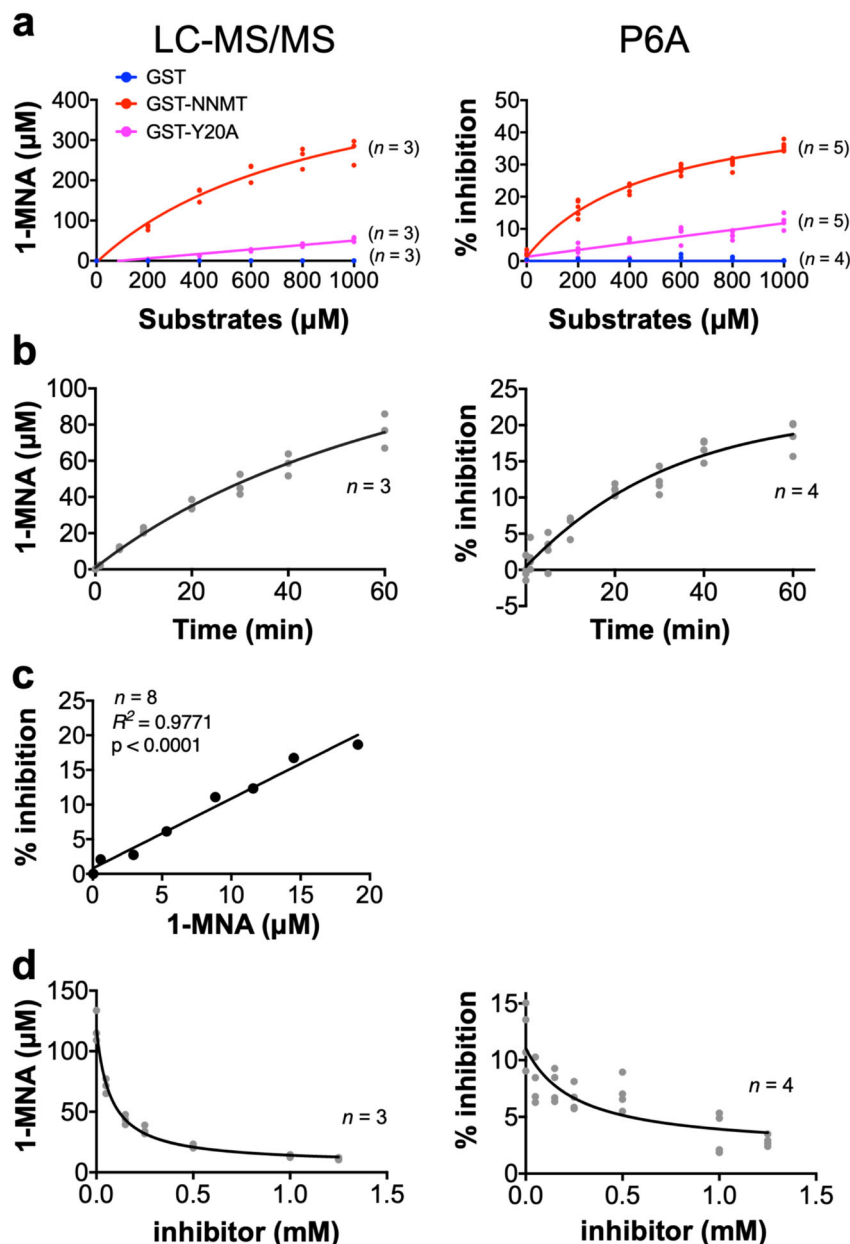 a
LC-MS/MS
P6A
GST
GST-NNMT
GST-Y20A
1-MNA (µM)
400
300
200
100
0
0 200 400 600 800 1000
Substrates (µM)
(n = 3)
(n = 3)
(n = 3)
% inhibition
50
40
30
20
10
0
0 200 400 600 800 1000
Substrates (µM)
(n = 5)
(n = 5)
(n = 4)
b
1-MNA (µM)
100
80
60
40
20
0
0 20 40 60
Time (min)
n = 3
% inhibition
25
20
15
10
5
0
-5
20 40 60
Time (min)
n = 4
c
n = 8
R² = 0.9771
p < 0.0001
% inhibition
25
20
15
10
5
0
0 5 10 15 20
1-MNA (µM)
d
1-MNA (µM)
150
100
50
0
0.0 0.5 1.0 1.5
inhibitor (mM)
n = 3
% inhibition
15
10
5
0
0.0 0.5 1.0 1.5
inhibitor (mM)
n = 4